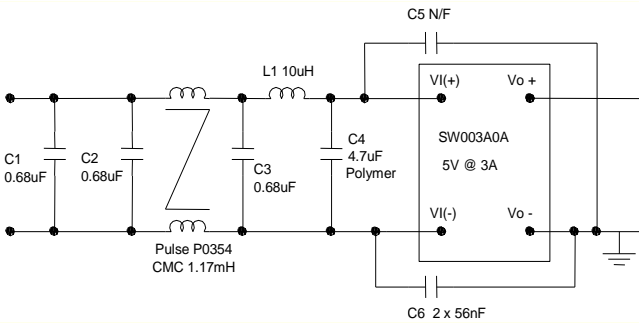 C5 N/F
L1 10uH
VI(+)
Vo +
C1
0.68uF
C2
0.68uF
C3
0.68uF
C4
4.7uF
Polymer
SW003A0A
5V @ 3A
VI(-)
Vo -
Pulse P0354
CMC 1.17mH
C6 2 x 56nF